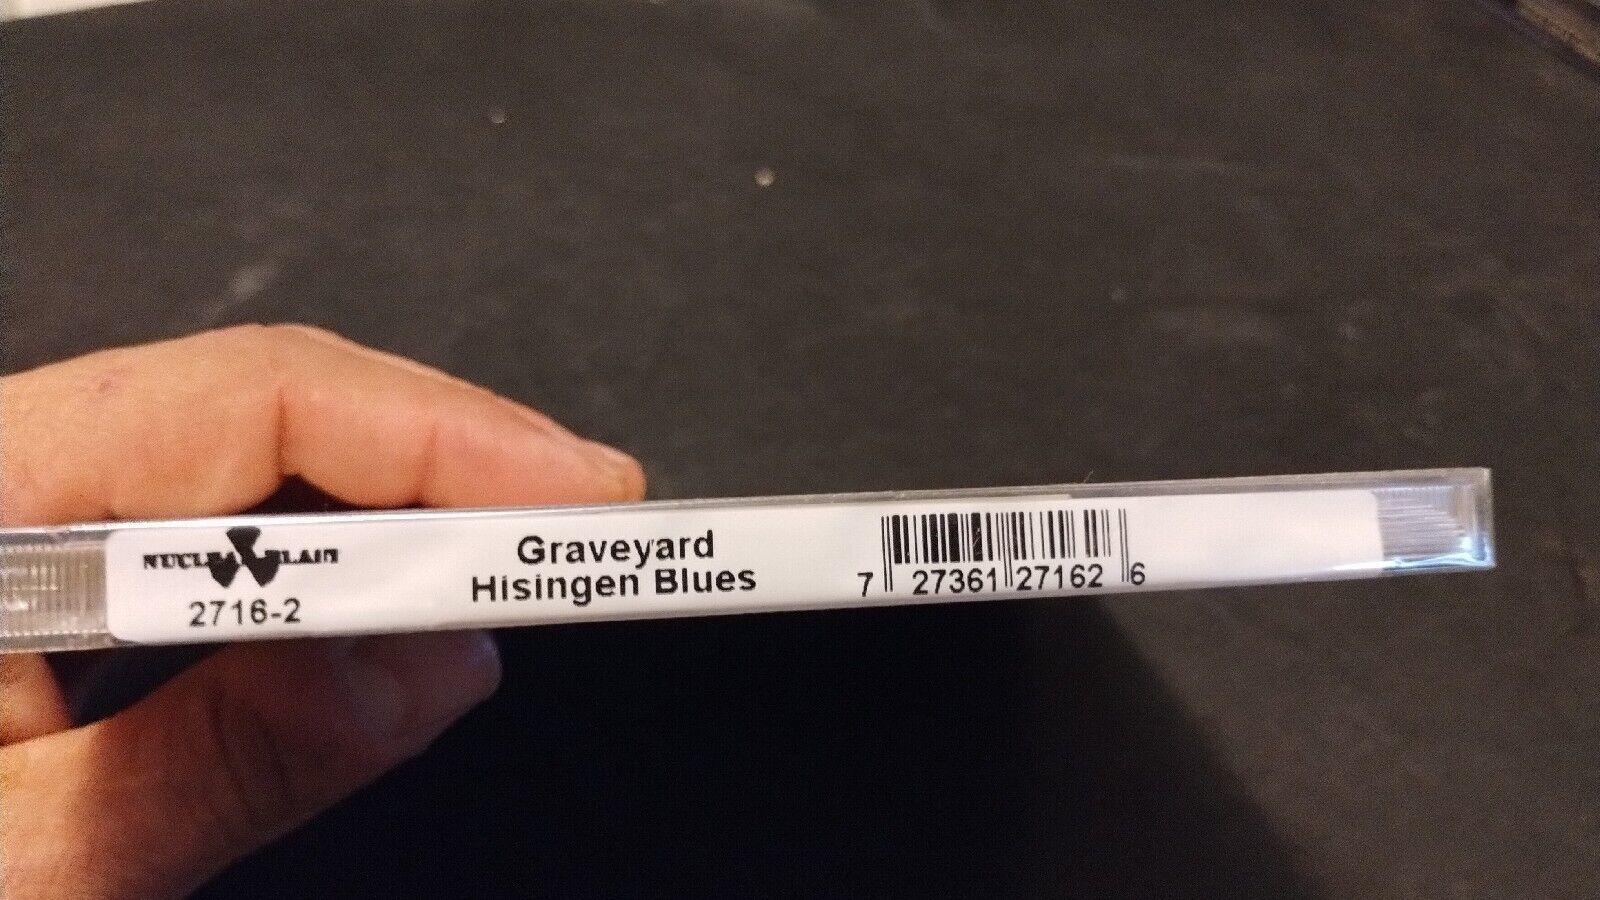 NUCLEAR BLAST
2716-2
Graveyard
Hisingen Blues
7 27361 27162 6